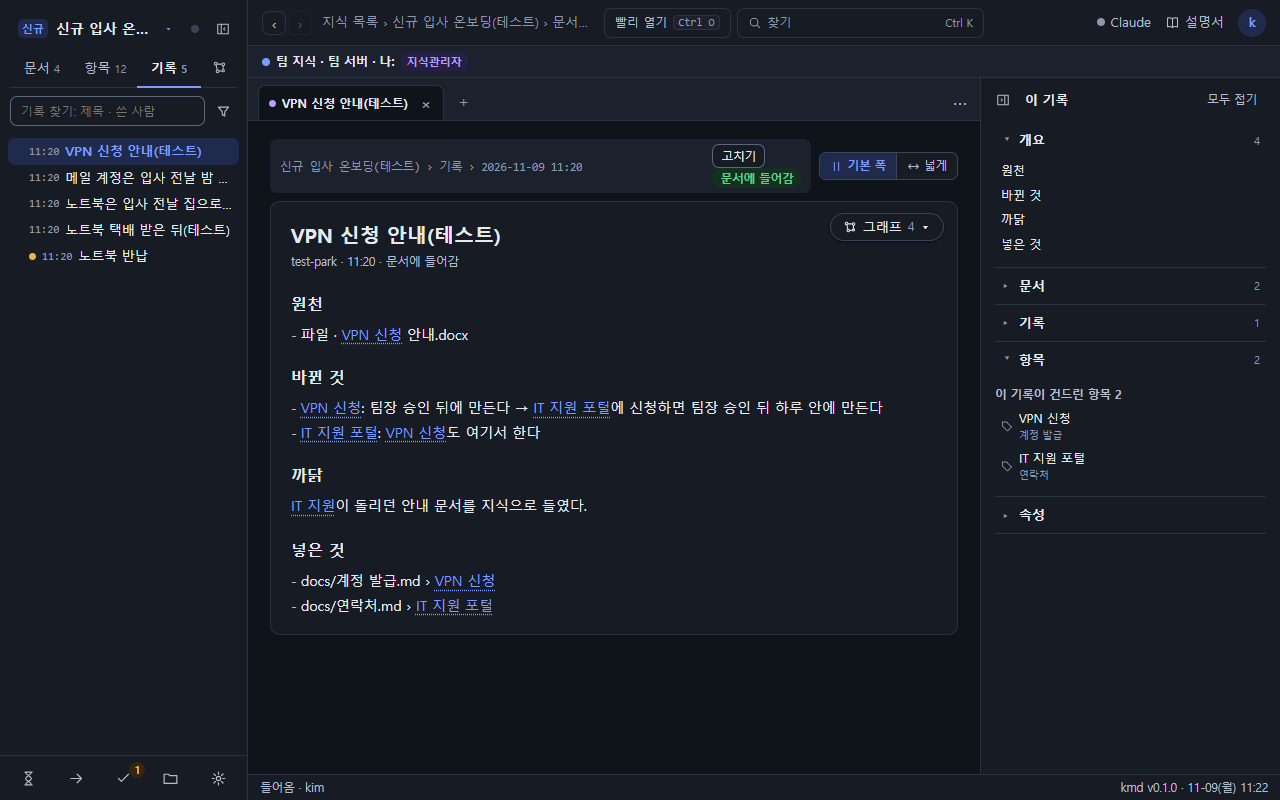 신규 신규 입사 온...
문서 4 항목 12 기록 5
기록 찾기: 제목 · 쓴 사람
11:20 VPN 신청 안내(테스트)
11:20 메일 계정은 입사 전날 밤 ...
11:20 노트북은 입사 전날 집으로...
11:20 노트북 택배 받은 뒤(테스트)
11:20 노트북 반납
1
‹ › 지식 목록 › 신규 입사 온보딩(테스트) › 문서...
빨리 열기 Ctrl O
찾기 Ctrl K
Claude 설명서 k
팀 지식 · 팀 서버 · 나: 지식관리자
VPN 신청 안내(테스트) × +
...
신규 입사 온보딩(테스트) › 기록 › 2026-11-09 11:20
고치기
문서에 들어감
기본 폭 ↔ 넓게
VPN 신청 안내(테스트)
그래프 4
test-park · 11:20 · 문서에 들어감
원천
- 파일 · VPN 신청 안내.docx
바뀐 것
- VPN 신청: 팀장 승인 뒤에 만든다 → IT 지원 포털에 신청하면 팀장 승인 뒤 하루 안에 만든다
- IT 지원 포털: VPN 신청도 여기서 한다
까닭
IT 지원이 돌리던 안내 문서를 지식으로 들였다.
넣은 것
- docs/계정 발급.md › VPN 신청
- docs/연락처.md › IT 지원 포털
이 기록 모두 접기
개요 4
원천
바뀐 것
까닭
넣은 것
문서 2
기록 1
항목 2
이 기록이 건드린 항목 2
VPN 신청
계정 발급
IT 지원 포털
연락처
속성
들어옴 · kim
kmd v0.1.0 · 11-09(월) 11:22